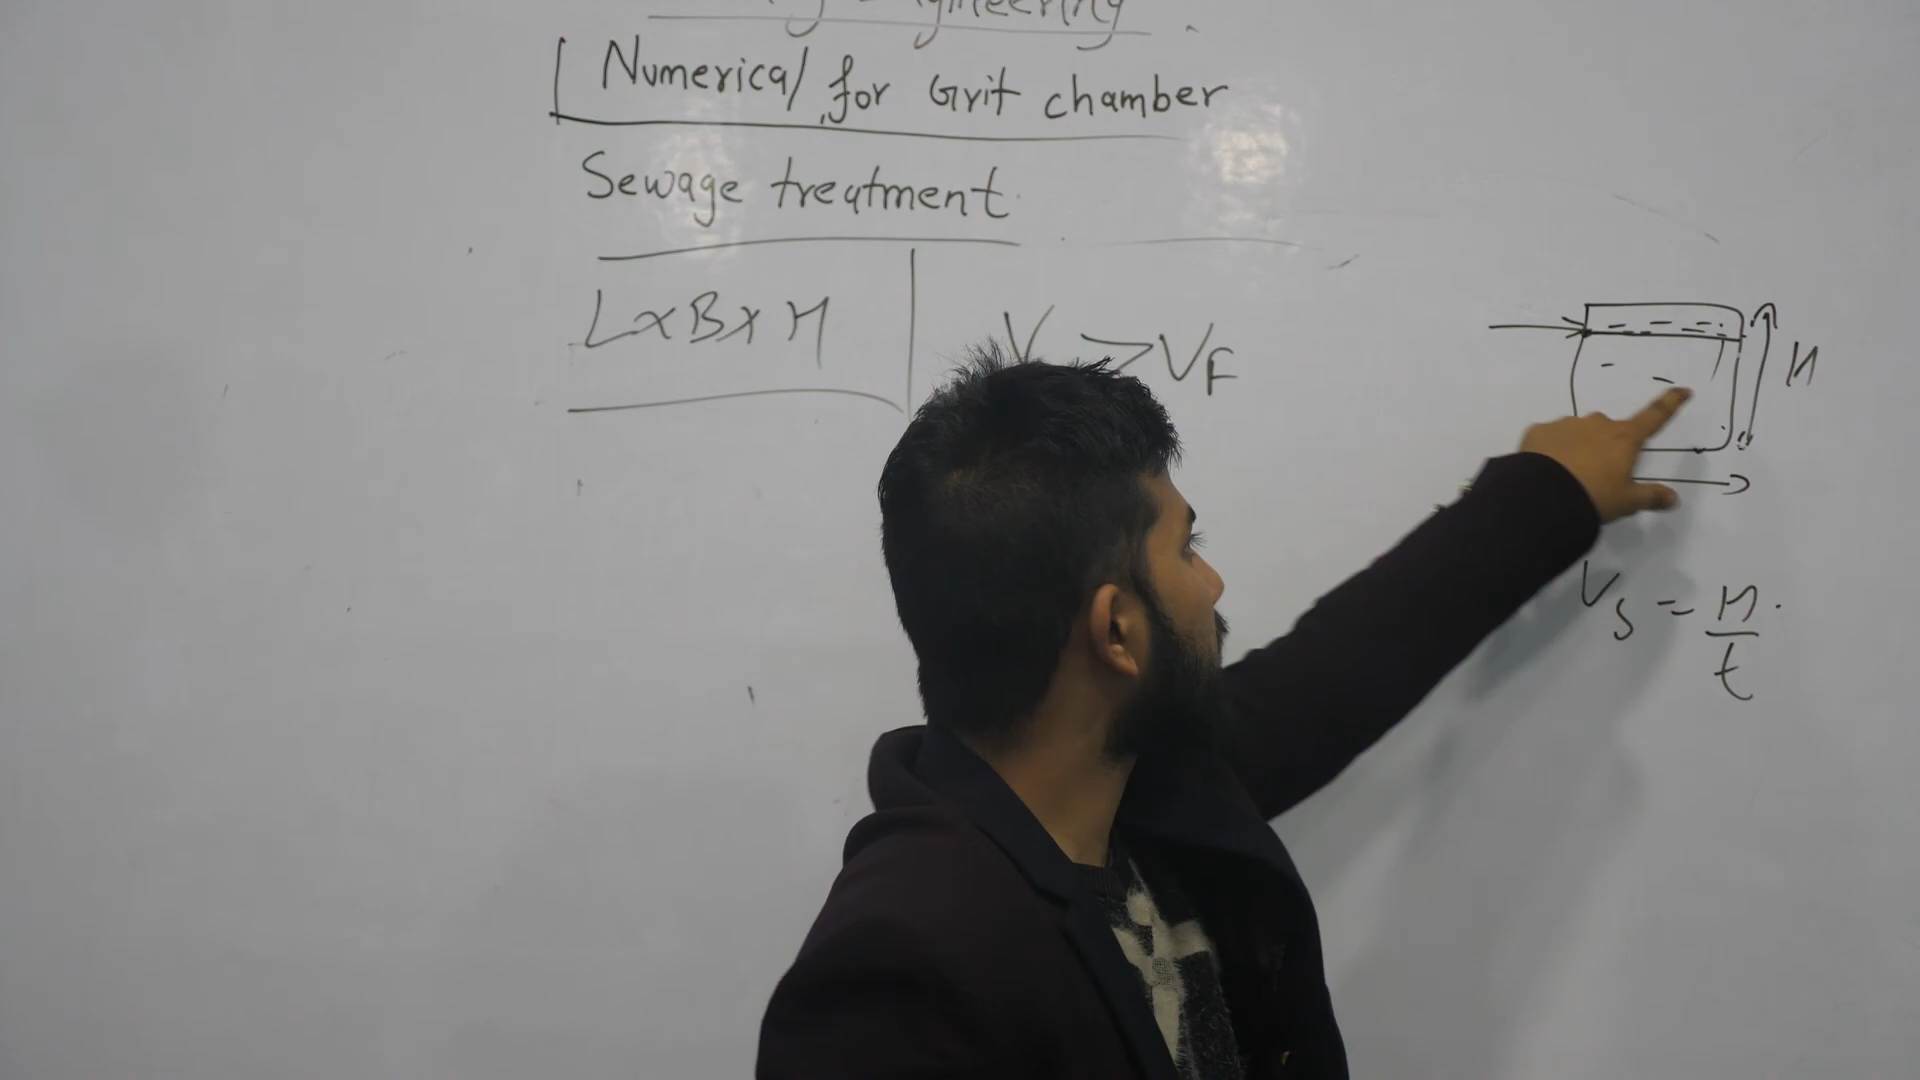 Numerical for Grit chamber
Sewage treatment
L x B x H
V > VF
H
Vs = H
t